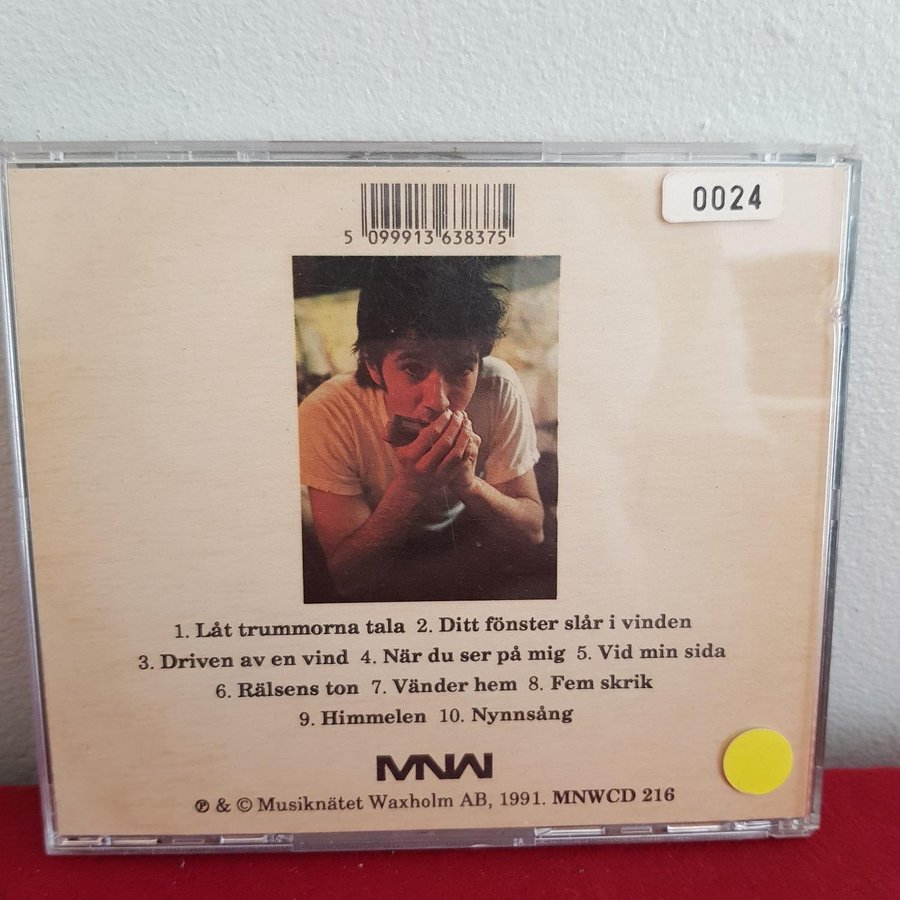 0024
5 099913 638375
1. Låt trummorna tala 2. Ditt fönster slår i vinden
3. Driven av en vind 4. När du ser på mig 5. Vid min sida
6. Rälsens ton 7. Vänder hem 8. Fem skrik
9. Himmelen 10. Nynnsång
MNW
℗ & © Musiknätet Waxholm AB, 1991. MNWCD 216